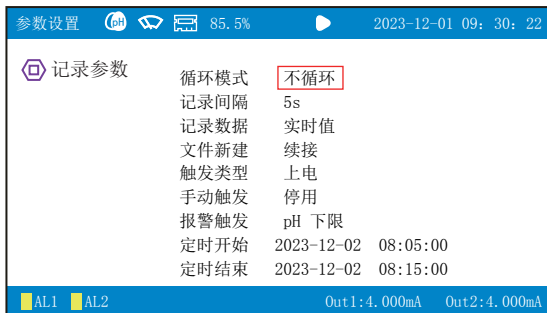 参数设置 pH 85.5% 2023-12-01 09: 30: 22
记录参数
循环模式 不循环
记录间隔 5s
记录数据 实时值
文件新建 续接
触发类型 上电
手动触发 停用
报警触发 pH 下限
定时开始 2023-12-02 08:05:00
定时结束 2023-12-02 08:15:00
AL1 AL2 Out1:4.000mA Out2:4.000mA